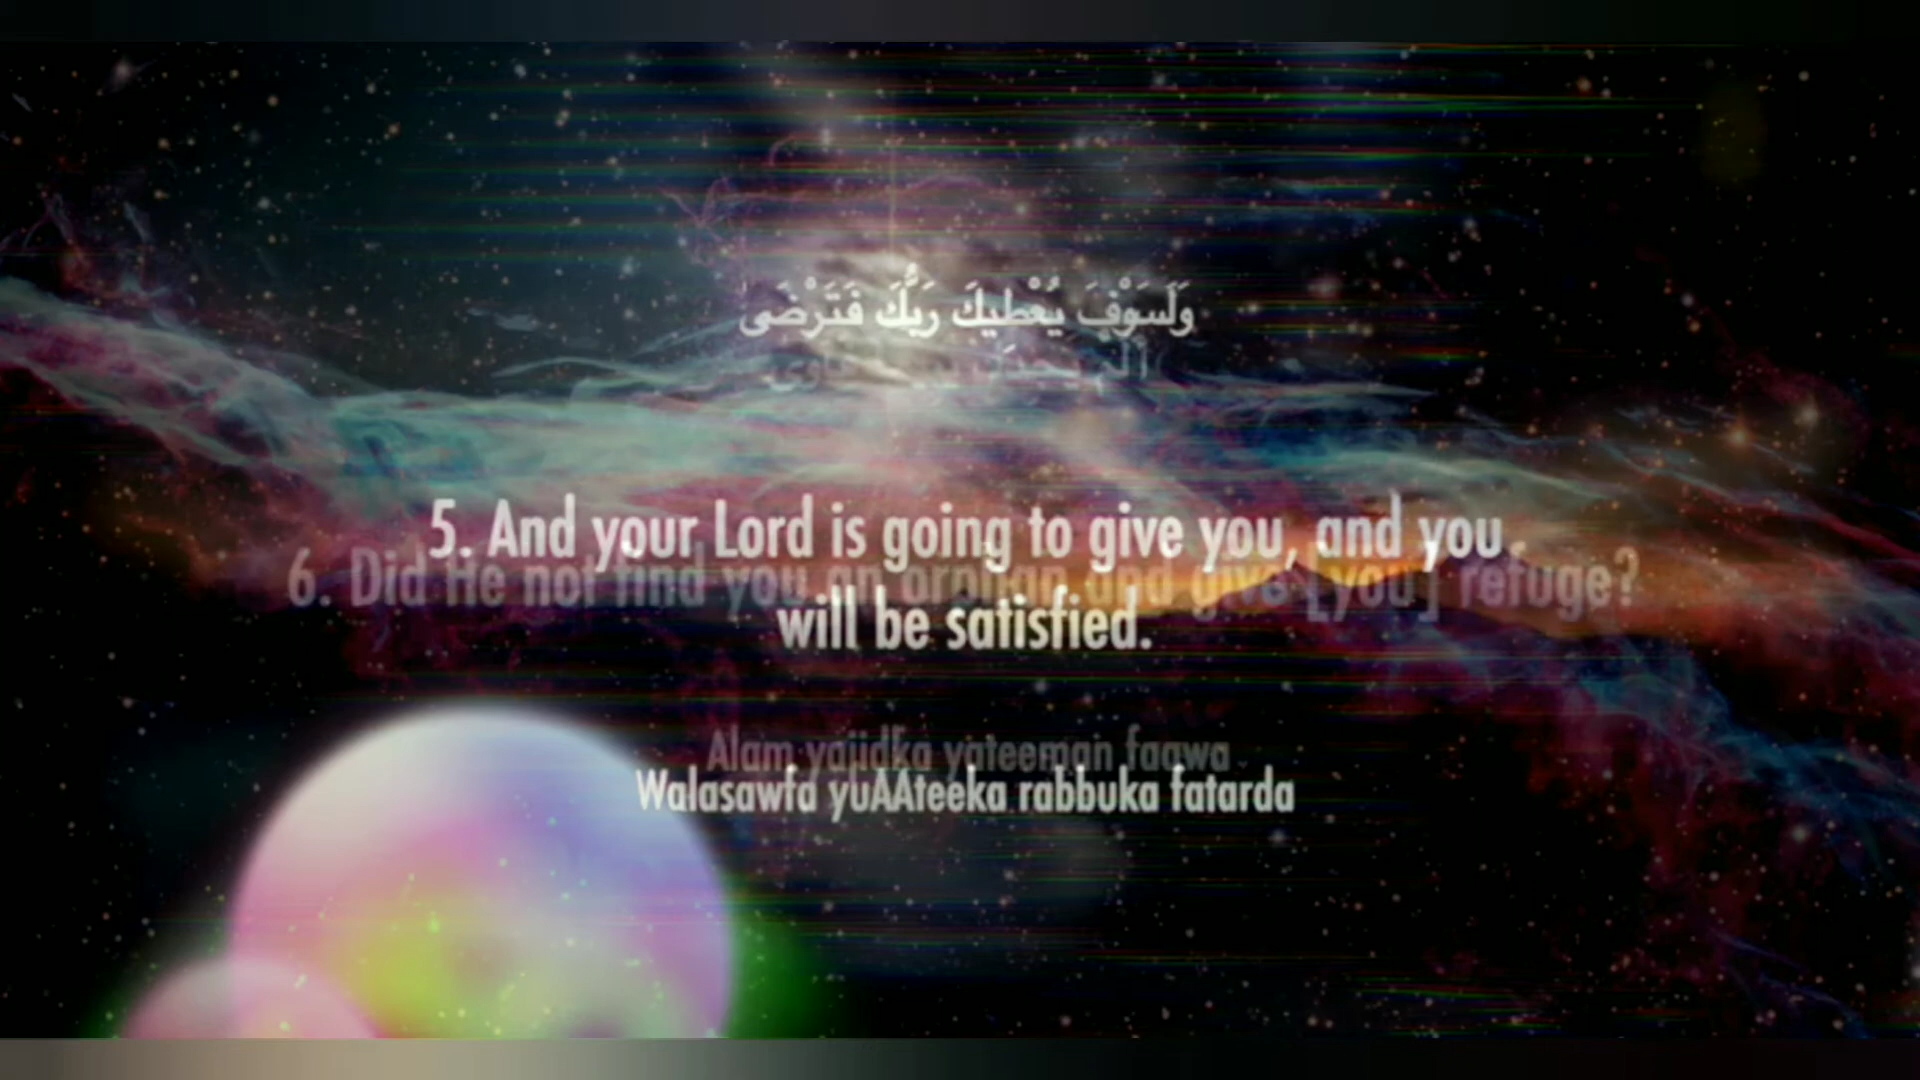 وَلَسَوْفَ يُعْطِيكَ رَبُّكَ فَتَرْضَى
5. And your Lord is going to give you, and you
6. Did He not find you an orphan and give [you] refuge?
will be satisfied.
Alam yajidka yateeman faawa
Walasawfa yuAAteeka rabbuka fatarda